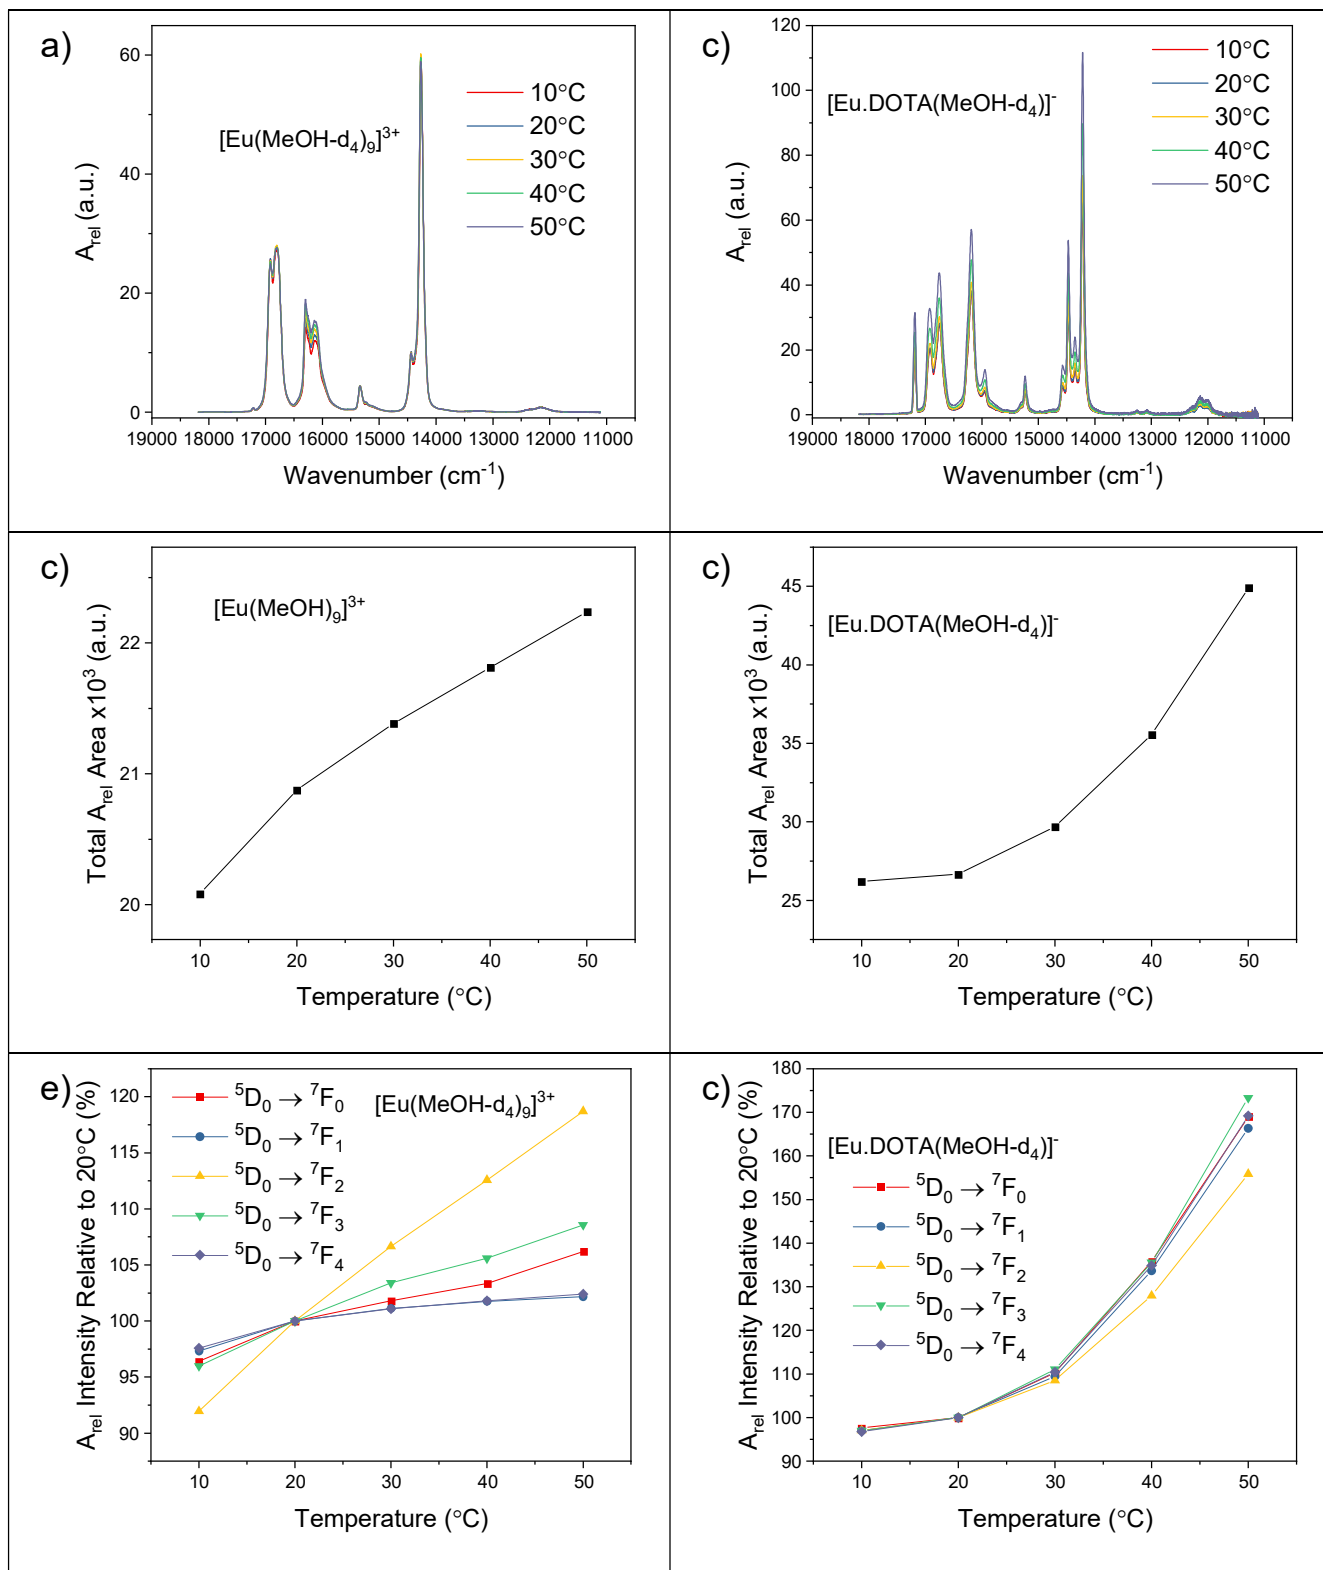 a)
[Eu(MeOH-d₄)₉]³⁺
10°C
20°C
30°C
40°C
50°C
60
40
20
0
A_rel (a.u.)
19000 18000 17000 16000 15000 14000 13000 12000 11000
Wavenumber (cm⁻¹)
c)
[Eu.DOTA(MeOH-d₄)]⁻
10°C
20°C
30°C
40°C
50°C
120
110
100
90
80
70
60
50
40
30
20
10
0
A_rel (a.u.)
19000 18000 17000 16000 15000 14000 13000 12000 11000
Wavenumber (cm⁻¹)
c)
[Eu(MeOH)₉]³⁺
22
21
20
Total A_rel Area x10³ (a.u.)
10 20 30 40 50
Temperature (°C)
c)
[Eu.DOTA(MeOH-d₄)]⁻
45
40
35
30
25
Total A_rel Area x10³ (a.u.)
10 20 30 40 50
Temperature (°C)
e)
⁵D₀ → ⁷F₀
⁵D₀ → ⁷F₁
⁵D₀ → ⁷F₂
⁵D₀ → ⁷F₃
⁵D₀ → ⁷F₄
[Eu(MeOH-d₄)₉]³⁺
120
115
110
105
100
95
90
A_rel Intensity Relative to 20°C (%)
10 20 30 40 50
Temperature (°C)
c)
[Eu.DOTA(MeOH-d₄)]⁻
⁵D₀ → ⁷F₀
⁵D₀ → ⁷F₁
⁵D₀ → ⁷F₂
⁵D₀ → ⁷F₃
⁵D₀ → ⁷F₄
180
170
160
150
140
130
120
110
100
90
A_rel Intensity Relative to 20°C (%)
10 20 30 40 50
Temperature (°C)